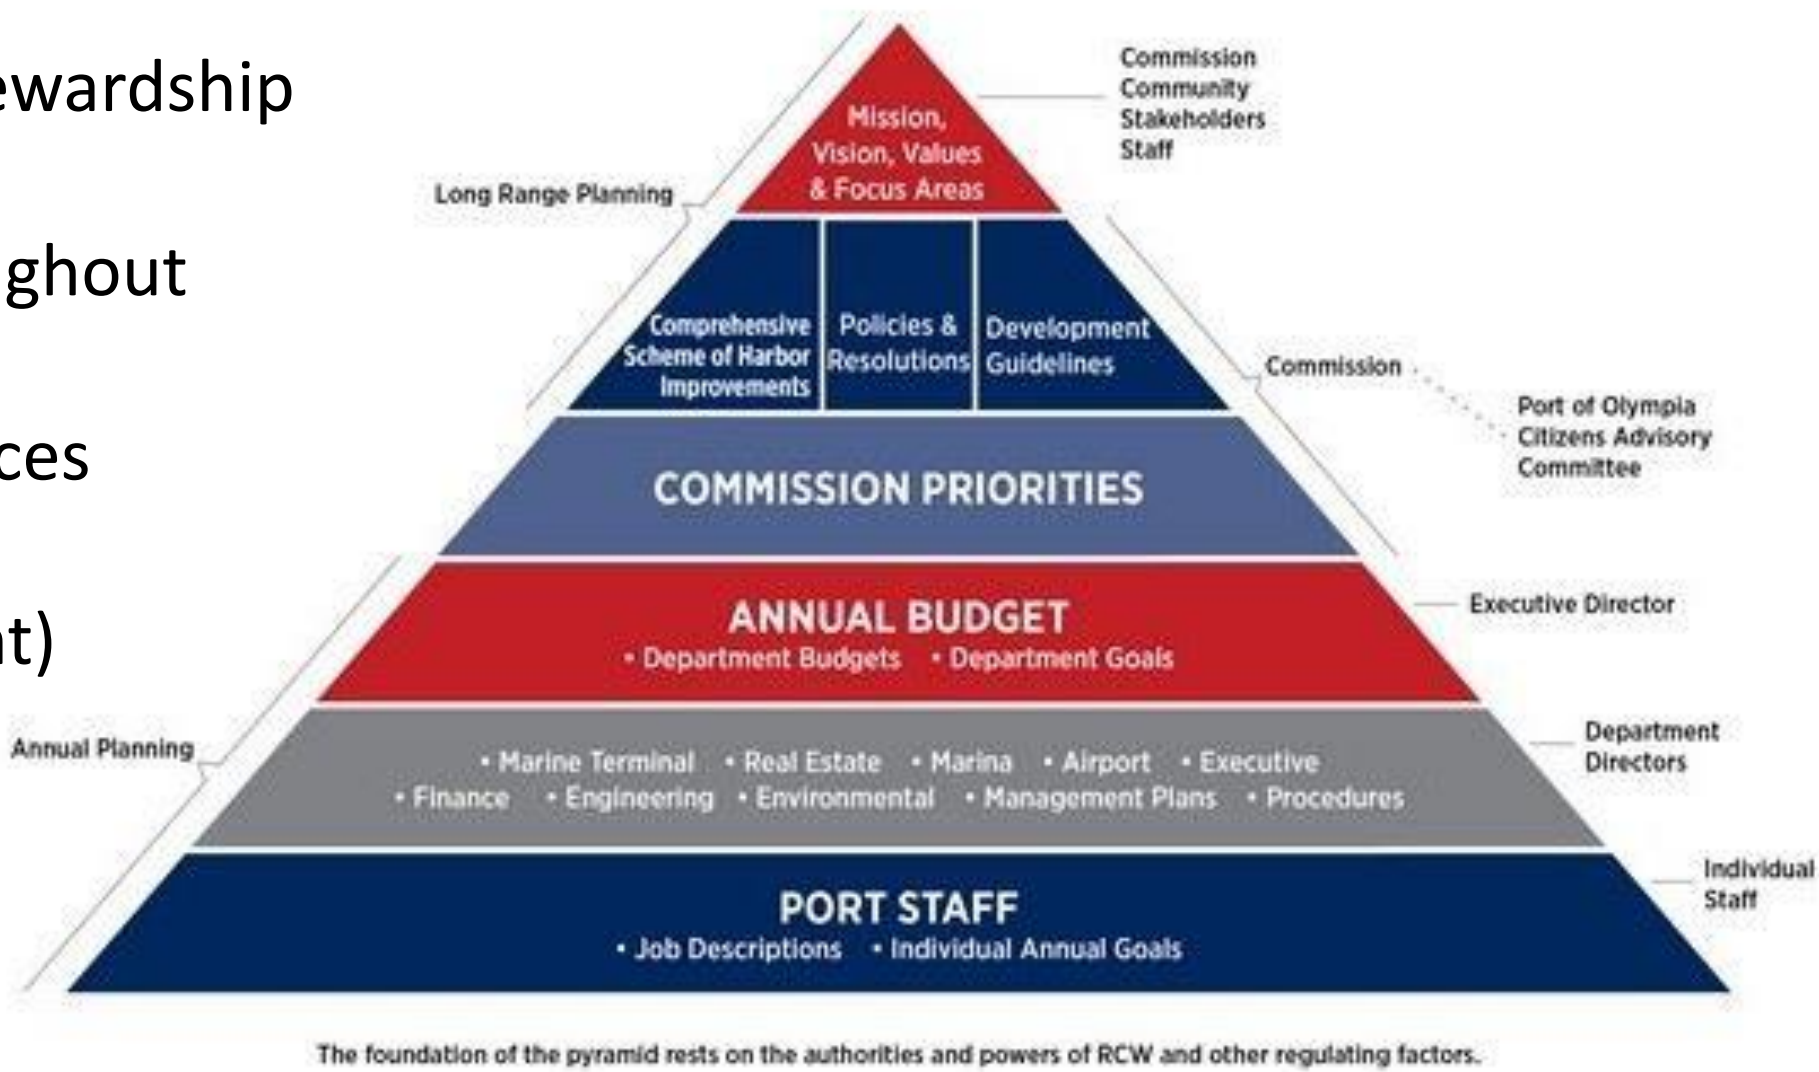 ewardship
ghout
ces
nt)
Long Range Planning
Annual Planning
Mission,
Vision, Values
& Focus Areas
Comprehensive
Scheme of Harbor
Improvements
Policies &
Resolutions
Development
Guidelines
COMMISSION PRIORITIES
ANNUAL BUDGET
• Department Budgets • Department Goals
• Marine Terminal • Real Estate • Marina • Airport • Executive
• Finance • Engineering • Environmental • Management Plans • Procedures
PORT STAFF
• Job Descriptions • Individual Annual Goals
Commission
Community
Stakeholders
Staff
Commission
Port of Olympia
Citizens Advisory
Committee
Executive Director
Department
Directors
Individual
Staff
The foundation of the pyramid rests on the authorities and powers of RCW and other regulating factors.